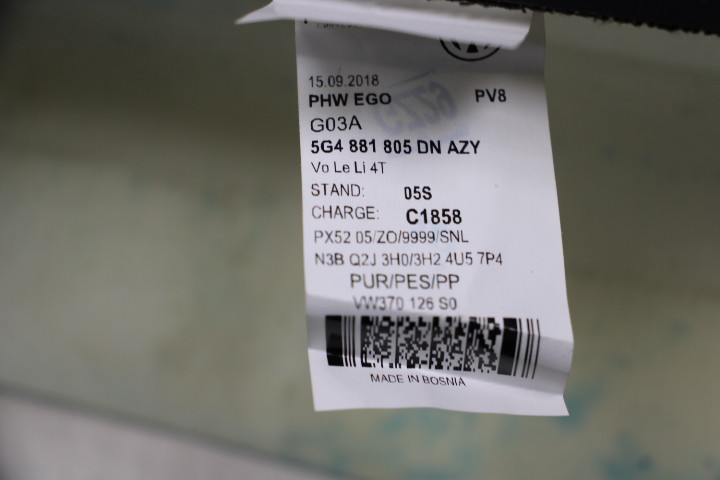 15.09.2018
PHW EGO PV8
G03A
5G4 881 805 DN AZY
Vo Le Li 4T
STAND: 05S
CHARGE: C1858
PX52 05/ZO/9999/SNL
N3B Q2J 3H0/3H2 4U5 7P4
PUR/PES/PP
VW370 126 S0
MADE IN BOSNIA